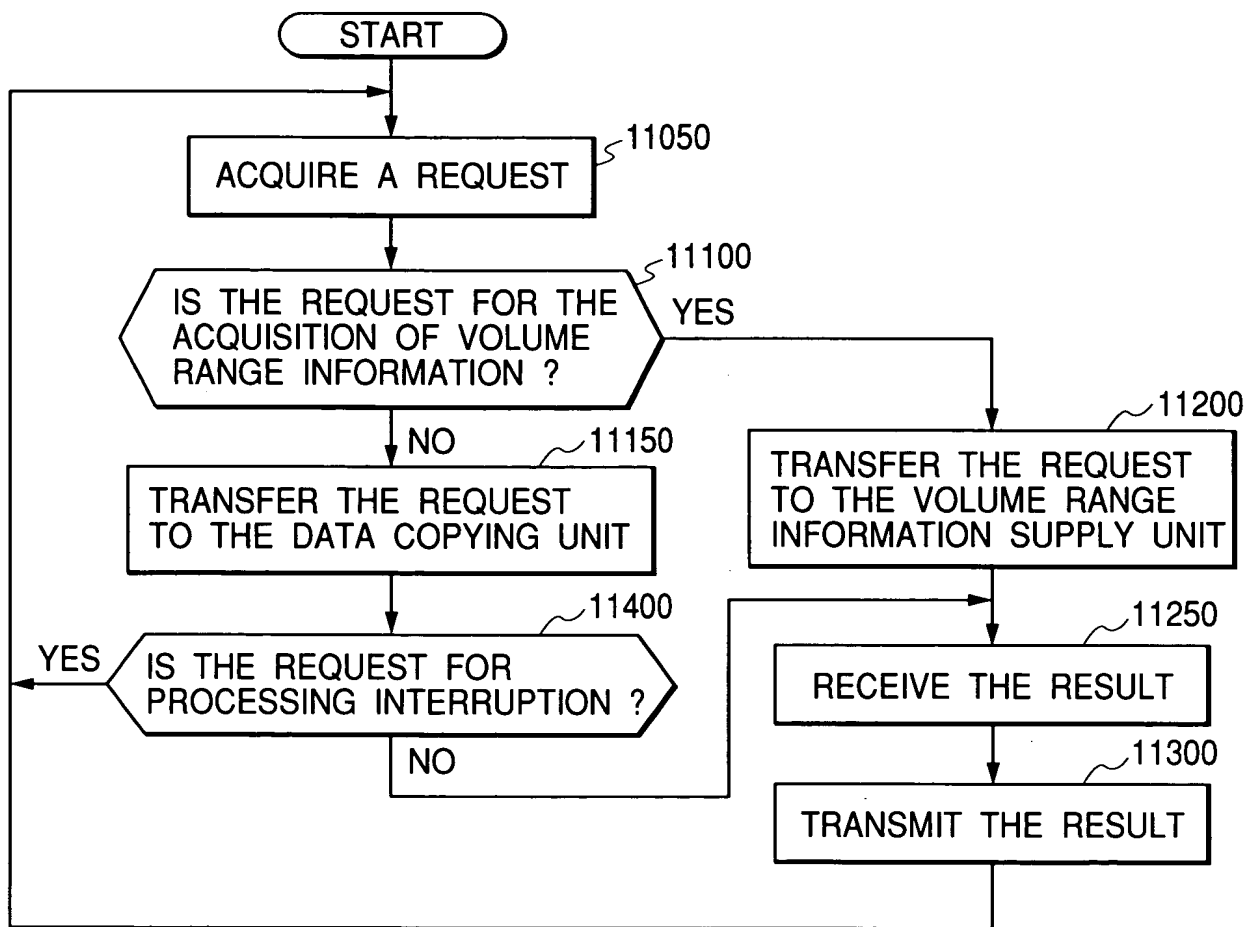 START
11050
ACQUIRE A REQUEST
11100
IS THE REQUEST FOR THE
ACQUISITION OF VOLUME
RANGE INFORMATION ?
YES
NO
11150
TRANSFER THE REQUEST
TO THE DATA COPYING UNIT
11200
TRANSFER THE REQUEST
TO THE VOLUME RANGE
INFORMATION SUPPLY UNIT
11400
YES
IS THE REQUEST FOR
PROCESSING INTERRUPTION ?
NO
11250
RECEIVE THE RESULT
11300
TRANSMIT THE RESULT